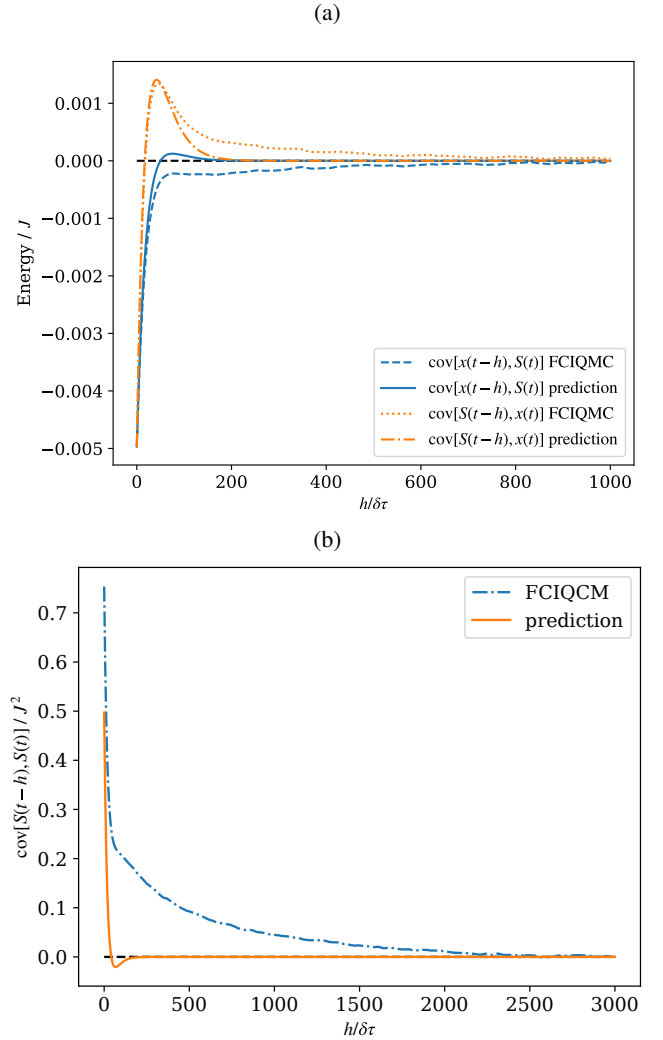 (a)
0.001
0.000
−0.001
−0.002
−0.003
−0.004
−0.005
Energy / J
cov[x(t − h), S(t)] FCIQMC
cov[x(t − h), S(t)] prediction
cov[S(t − h), x(t)] FCIQMC
cov[S(t − h), x(t)] prediction
0 200 400 600 800 1000
h/δτ
(b)
0.7
0.6
0.5
0.4
0.3
0.2
0.1
0.0
cov[S(t − h), S(t)] / J²
FCIQCM
prediction
0 500 1000 1500 2000 2500 3000
h/δτ